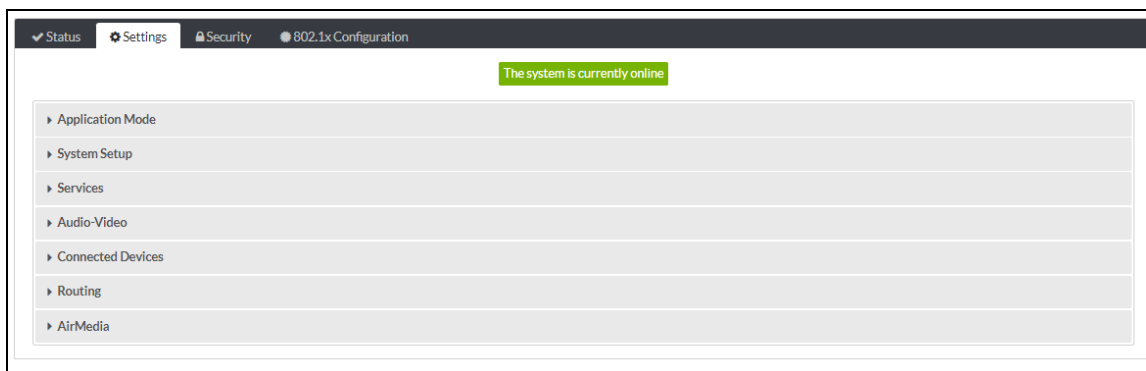 Status Settings Security 802.1x Configuration
The system is currently online
Application Mode
System Setup
Services
Audio-Video
Connected Devices
Routing
AirMedia